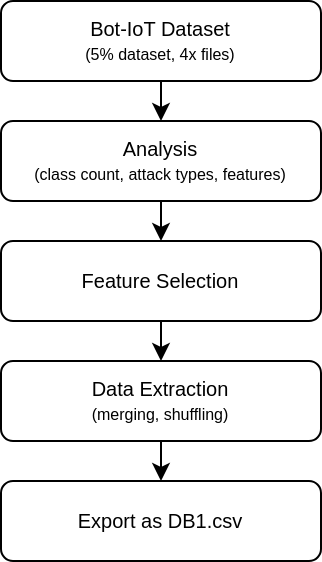 Bot-IoT Dataset
(5% dataset, 4x files)
Analysis
(class count, attack types, features)
Feature Selection
Data Extraction
(merging, shuffling)
Export as DB1.csv